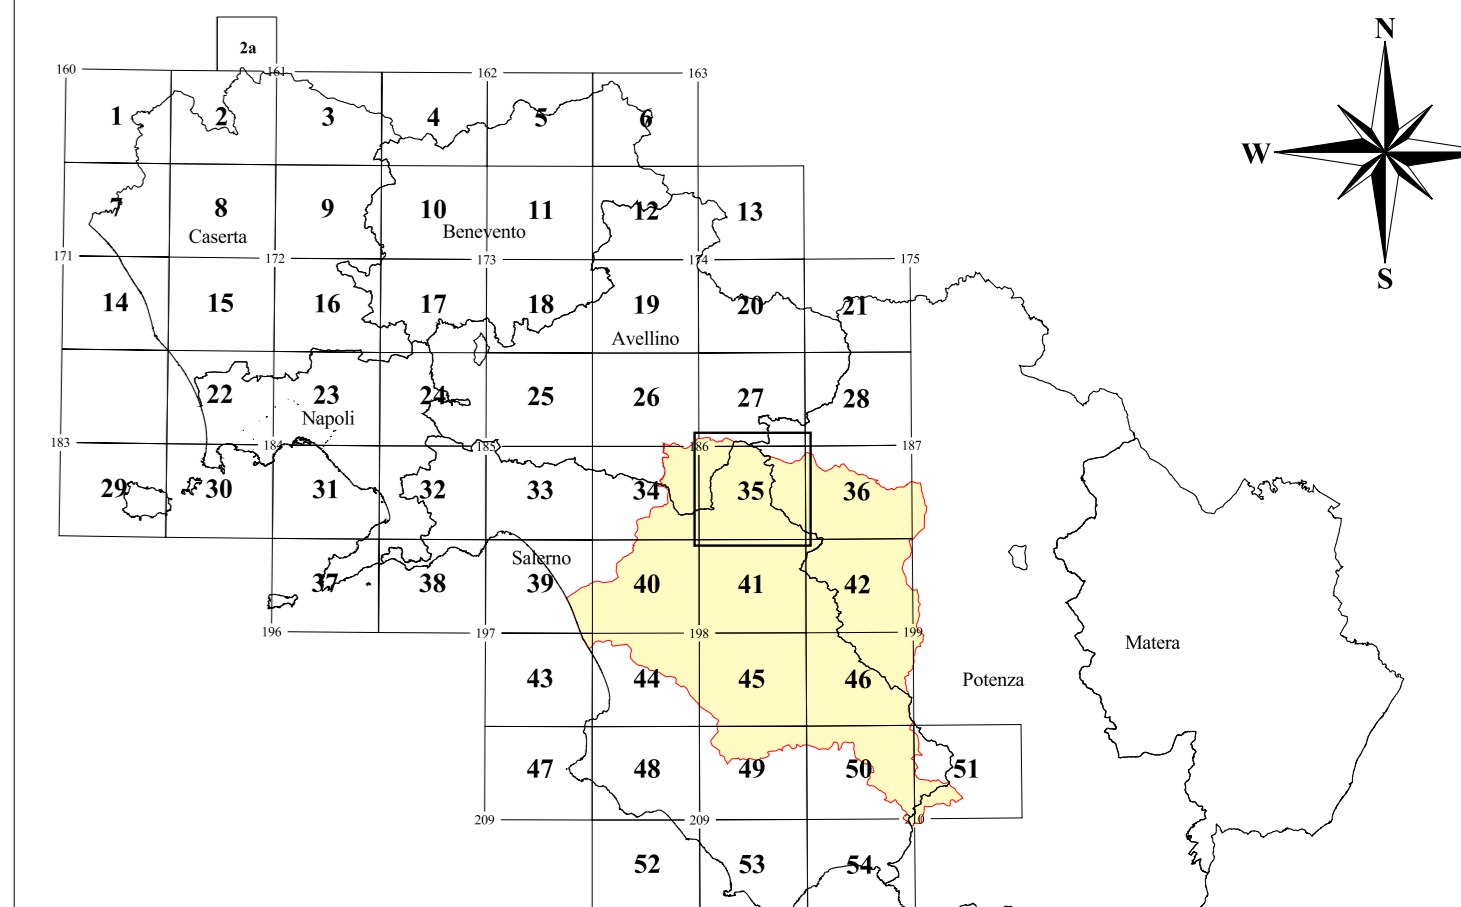 N
2a
160 161 162 163
1 2 3 4 5 6
W
7 8 9 10 11 12 13
Caserta Benevento
171 172 173 174 175
14 15 16 17 18 19 20 21
S
Avellino
22 23 24 25 26 27 28
Napoli
183 184 185 186 187
29 30 31 32 33 34 35 36
Salerno
37 38 39 40 41 42
196 197 198 199
Matera
43 44 45 46 Potenza
47 48 49 50 51
209 209 210
52 53 54